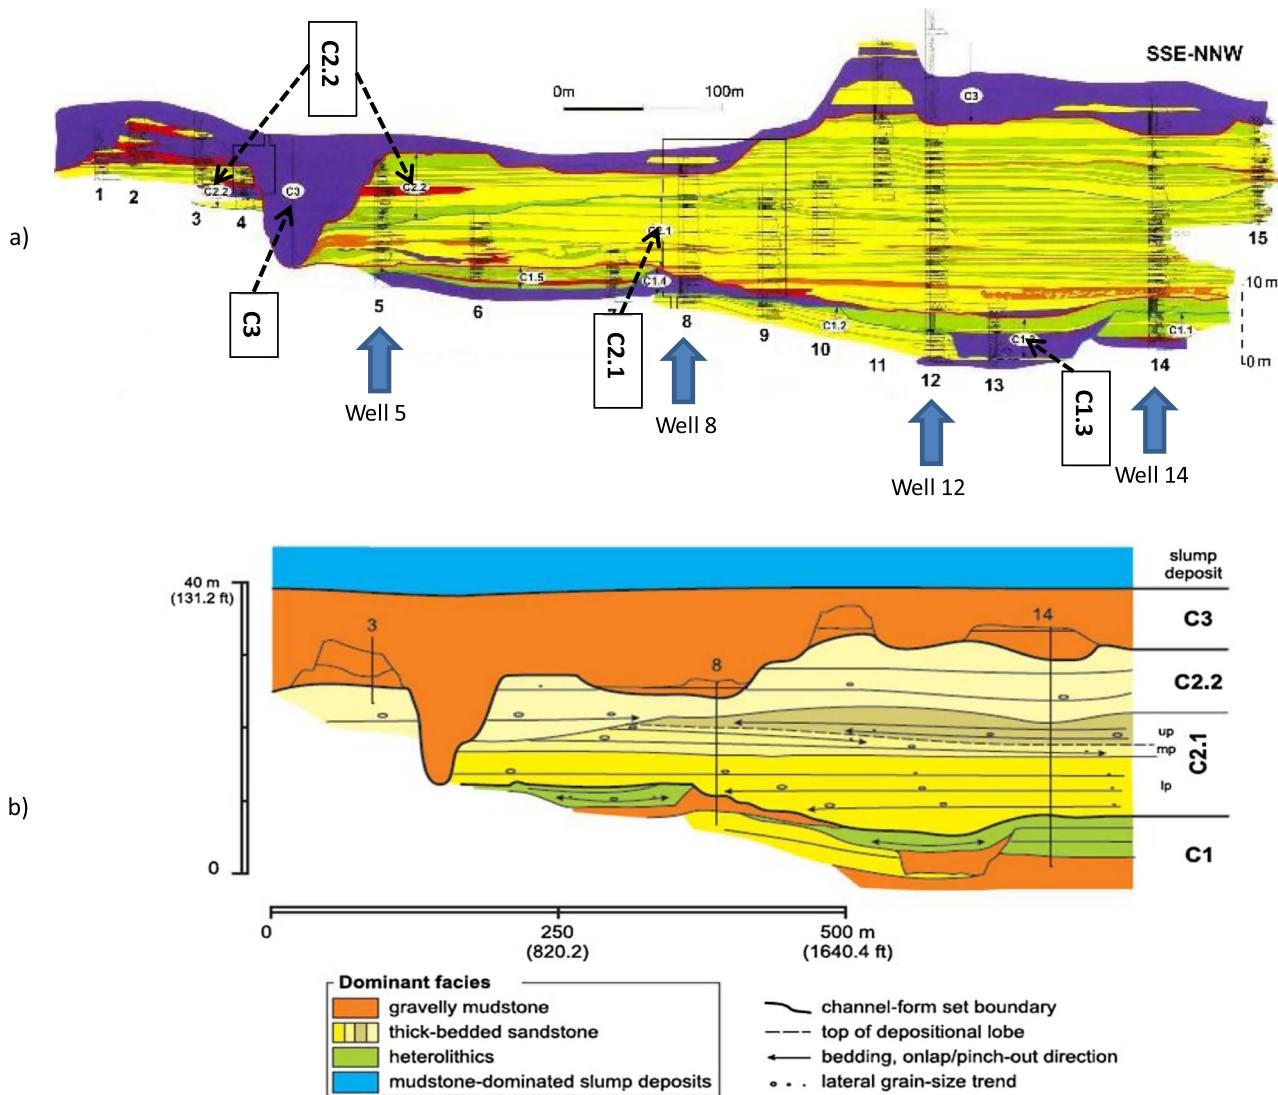 SSE-NNW
C2.2
0m 100m
C3
C2.2
C3
C2.2
C2.1
C1.5
C1.4
C1.2
C1.1
1
2
3
4
5
6
8
9
10
11
12
13
14
15
10 m
0 m
a)
C3
C2.1
C1.3
Well 5
Well 8
Well 12
Well 14
b)
40 m
(131.2 ft)
0
3
8
14
slump
deposit
C3
C2.2
up
mp
lp
C2.1
C1
0
250
(820.2)
500 m
(1640.4 ft)
Dominant facies
gravelly mudstone
thick-bedded sandstone
heterolithics
mudstone-dominated slump deposits
channel-form set boundary
top of depositional lobe
bedding, onlap/pinch-out direction
lateral grain-size trend